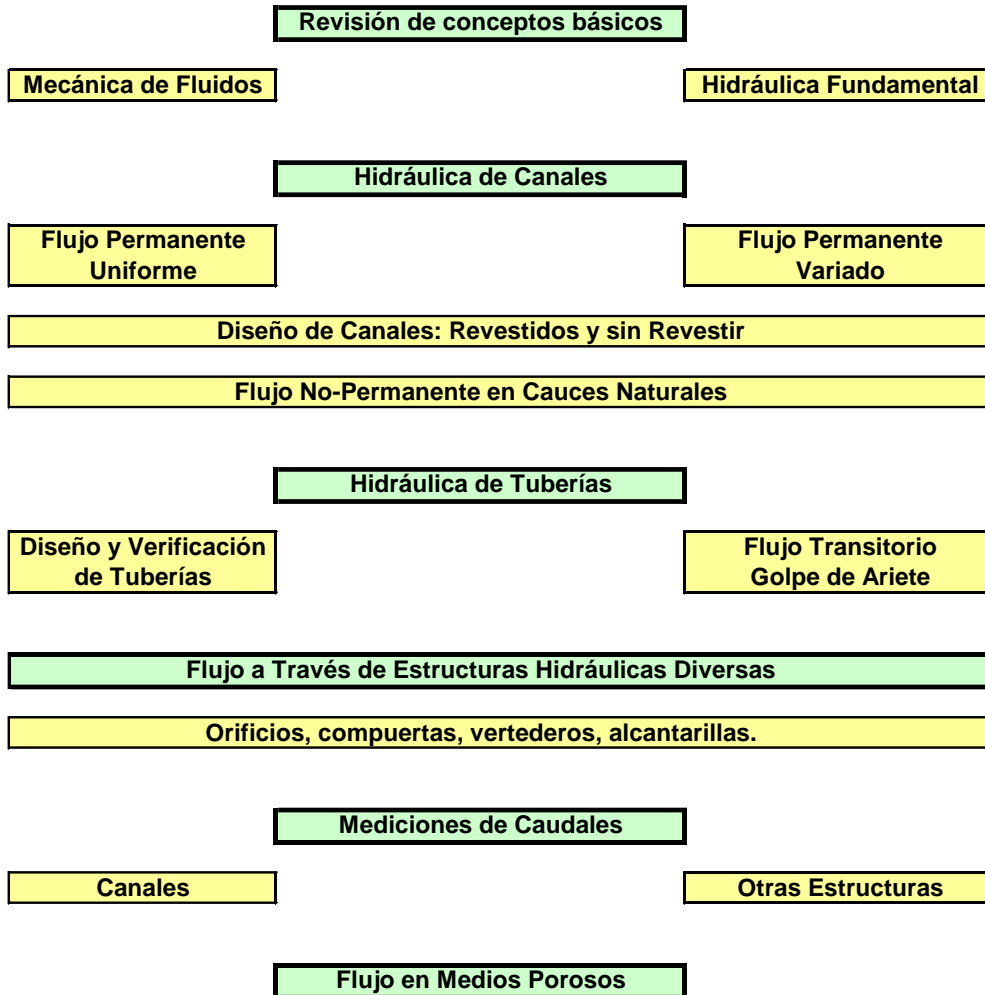 Revisión de conceptos básicos
Mecánica de Fluidos
Hidráulica Fundamental
Hidráulica de Canales
Flujo Permanente
Uniforme
Flujo Permanente
Variado
Diseño de Canales: Revestidos y sin Revestir
Flujo No-Permanente en Cauces Naturales
Hidráulica de Tuberías
Diseño y Verificación
de Tuberías
Flujo Transitorio
Golpe de Ariete
Flujo a Través de Estructuras Hidráulicas Diversas
Orificios, compuertas, vertederos, alcantarillas.
Mediciones de Caudales
Canales
Otras Estructuras
Flujo en Medios Porosos